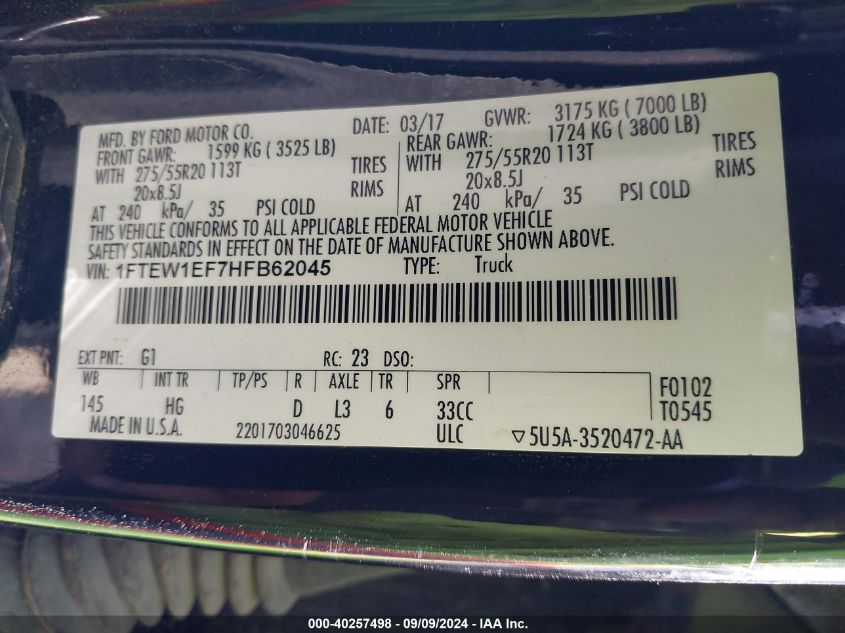 MFD. BY FORD MOTOR CO. DATE: 03/17 GVWR: 3175 KG ( 7000 LB)
FRONT GAWR: 1599 KG ( 3525 LB) REAR GAWR: 1724 KG ( 3800 LB)
WITH 275/55R20 113T TIRES WITH 275/55R20 113T TIRES
20x8.5J RIMS 20x8.5J RIMS
AT 240 kPa/ 35 PSI COLD AT 240 kPa/ 35 PSI COLD
THIS VEHICLE CONFORMS TO ALL APPLICABLE FEDERAL MOTOR VEHICLE
SAFETY STANDARDS IN EFFECT ON THE DATE OF MANUFACTURE SHOWN ABOVE.
VIN: 1FTEW1EF7HFB62045 TYPE: Truck
EXT PNT: G1 RC: 23 DSO:
WB INT TR TP/PS R AXLE TR SPR F0102
145 HG D L3 6 33CC T0545
MADE IN U.S.A. 2201703046625 ULC ▽5U5A-3520472-AA
000-40257498 - 09/09/2024 - IAA Inc.